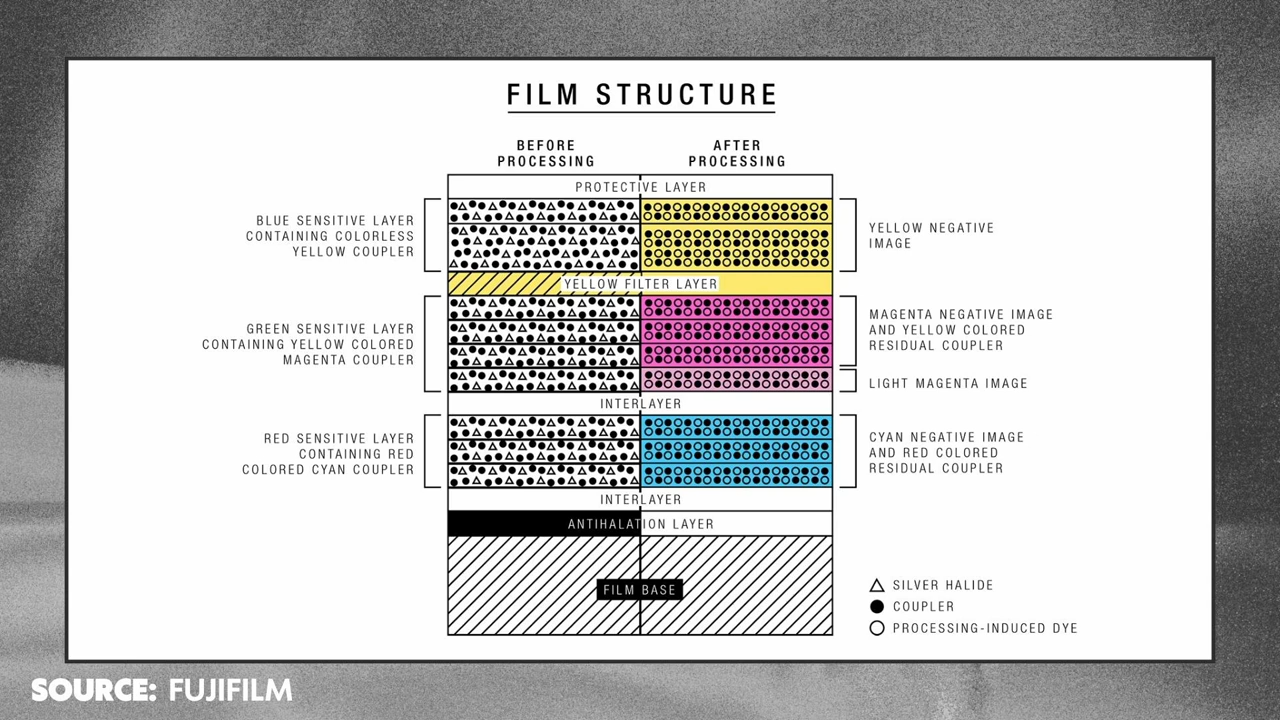 FILM STRUCTURE
BEFORE
PROCESSING
AFTER
PROCESSING
PROTECTIVE LAYER
BLUE SENSITIVE LAYER
CONTAINING COLORLESS
YELLOW COUPLER
YELLOW NEGATIVE
IMAGE
YELLOW FILTER LAYER
GREEN SENSITIVE LAYER
CONTAINING YELLOW COLORED
MAGENTA COUPLER
MAGENTA NEGATIVE IMAGE
AND YELLOW COLORED
RESIDUAL COUPLER
LIGHT MAGENTA IMAGE
INTERLAYER
RED SENSITIVE LAYER
CONTAINING RED
COLORED CYAN COUPLER
CYAN NEGATIVE IMAGE
AND RED COLORED
RESIDUAL COUPLER
INTERLAYER
ANTIHALATION LAYER
FILM BASE
SILVER HALIDE
COUPLER
PROCESSING-INDUCED DYE
SOURCE: FUJIFILM